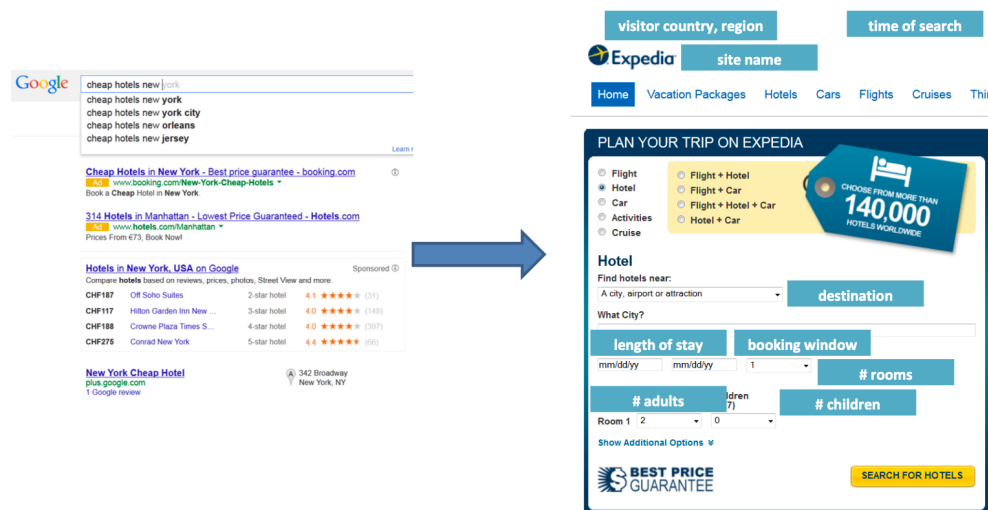 Google
cheap hotels new york
cheap hotels new york
cheap hotels new york city
cheap hotels new orleans
cheap hotels new jersey
Learn
Cheap Hotels in New York - Best price guarantee - booking.com
Ad www.booking.com/New-York-Cheap-Hotels
Book a Cheap Hotel in New York
314 Hotels in Manhattan - Lowest Price Guaranteed - Hotels.com
Ad www.hotels.com/Manhattan
Prices From €73, Book Now!
Hotels in New York, USA on Google Sponsored
Compare hotels based on reviews, prices, photos, Street View and more.
CHF187 Off Soho Suites 2-star hotel 4.1 ★★★★★ (31)
CHF117 Hilton Garden Inn New ... 3-star hotel 4.0 ★★★★★ (148)
CHF188 Crowne Plaza Times S... 4-star hotel 4.0 ★★★★★ (397)
CHF275 Conrad New York 5-star hotel 4.4 ★★★★★ (66)
New York Cheap Hotel A 342 Broadway
plus.google.com New York, NY
1 Google review
visitor country, region time of search
Expedia site name
Home Vacation Packages Hotels Cars Flights Cruises Thi
PLAN YOUR TRIP ON EXPEDIA
Flight Flight + Hotel
Hotel Flight + Car
Car Flight + Hotel + Car
Activities Hotel + Car
Cruise
CHOOSE FROM MORE THAN
140,000
HOTELS WORLDWIDE
Hotel
Find hotels near:
A city, airport or attraction destination
What City?
length of stay booking window
mm/dd/yy mm/dd/yy 1
# rooms
# adults ldren # children
7)
Room 1 2 0
Show Additional Options
BEST PRICE
GUARANTEE
SEARCH FOR HOTELS